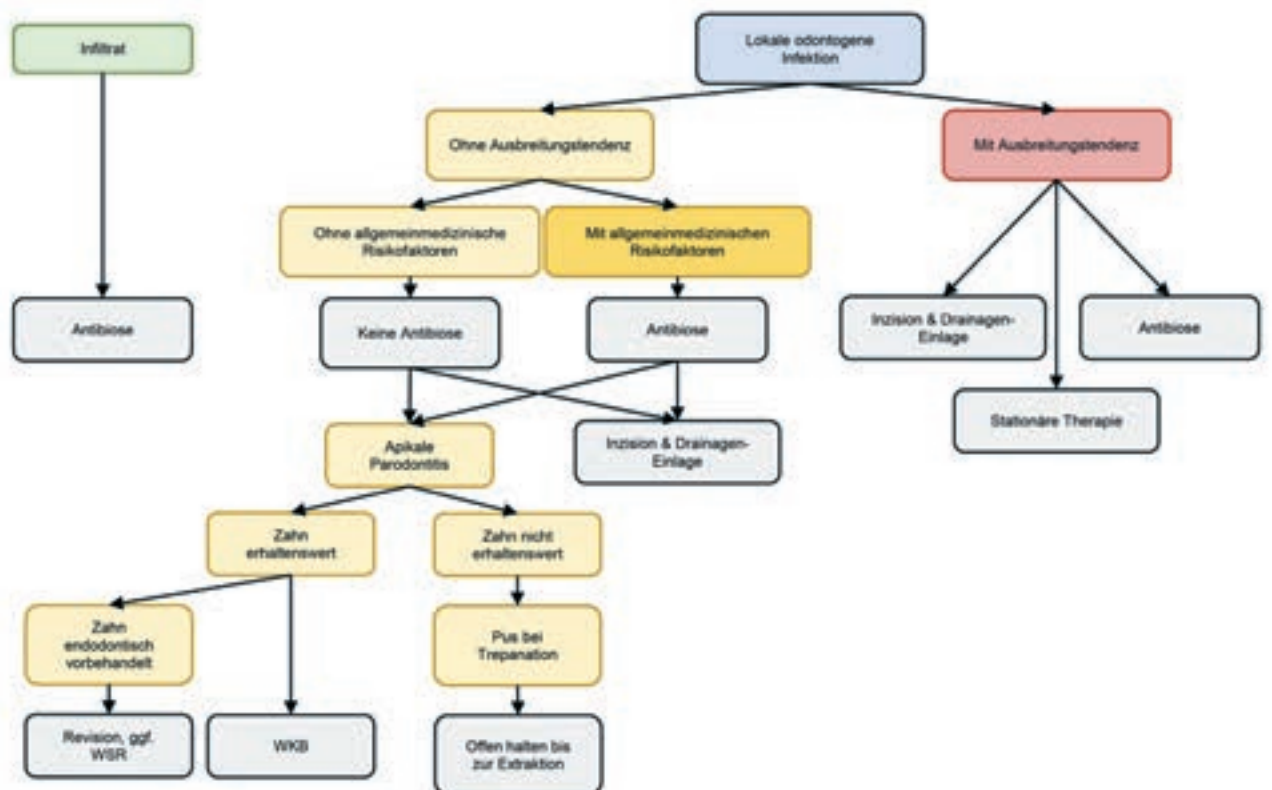 Infiltrat
Lokale odontogene
Infektion
Ohne Ausbreitungstendenz
Mit Ausbreitungstendenz
Ohne allgemeinmedizinische
Risikofaktoren
Mit allgemeinmedizinischen
Risikofaktoren
Antibiose
Keine Antibiose
Antibiose
Inzision & Drainagen-
Einlage
Antibiose
Stationäre Therapie
Apikale
Parodontitis
Inzision & Drainagen-
Einlage
Zahn
erhaltenswert
Zahn nicht
erhaltenswert
Zahn
endodontisch
vorbehandelt
Pus bei
Trepanation
Revision, ggf.
WSR
WKB
Offen halten bis
zur Extraktion